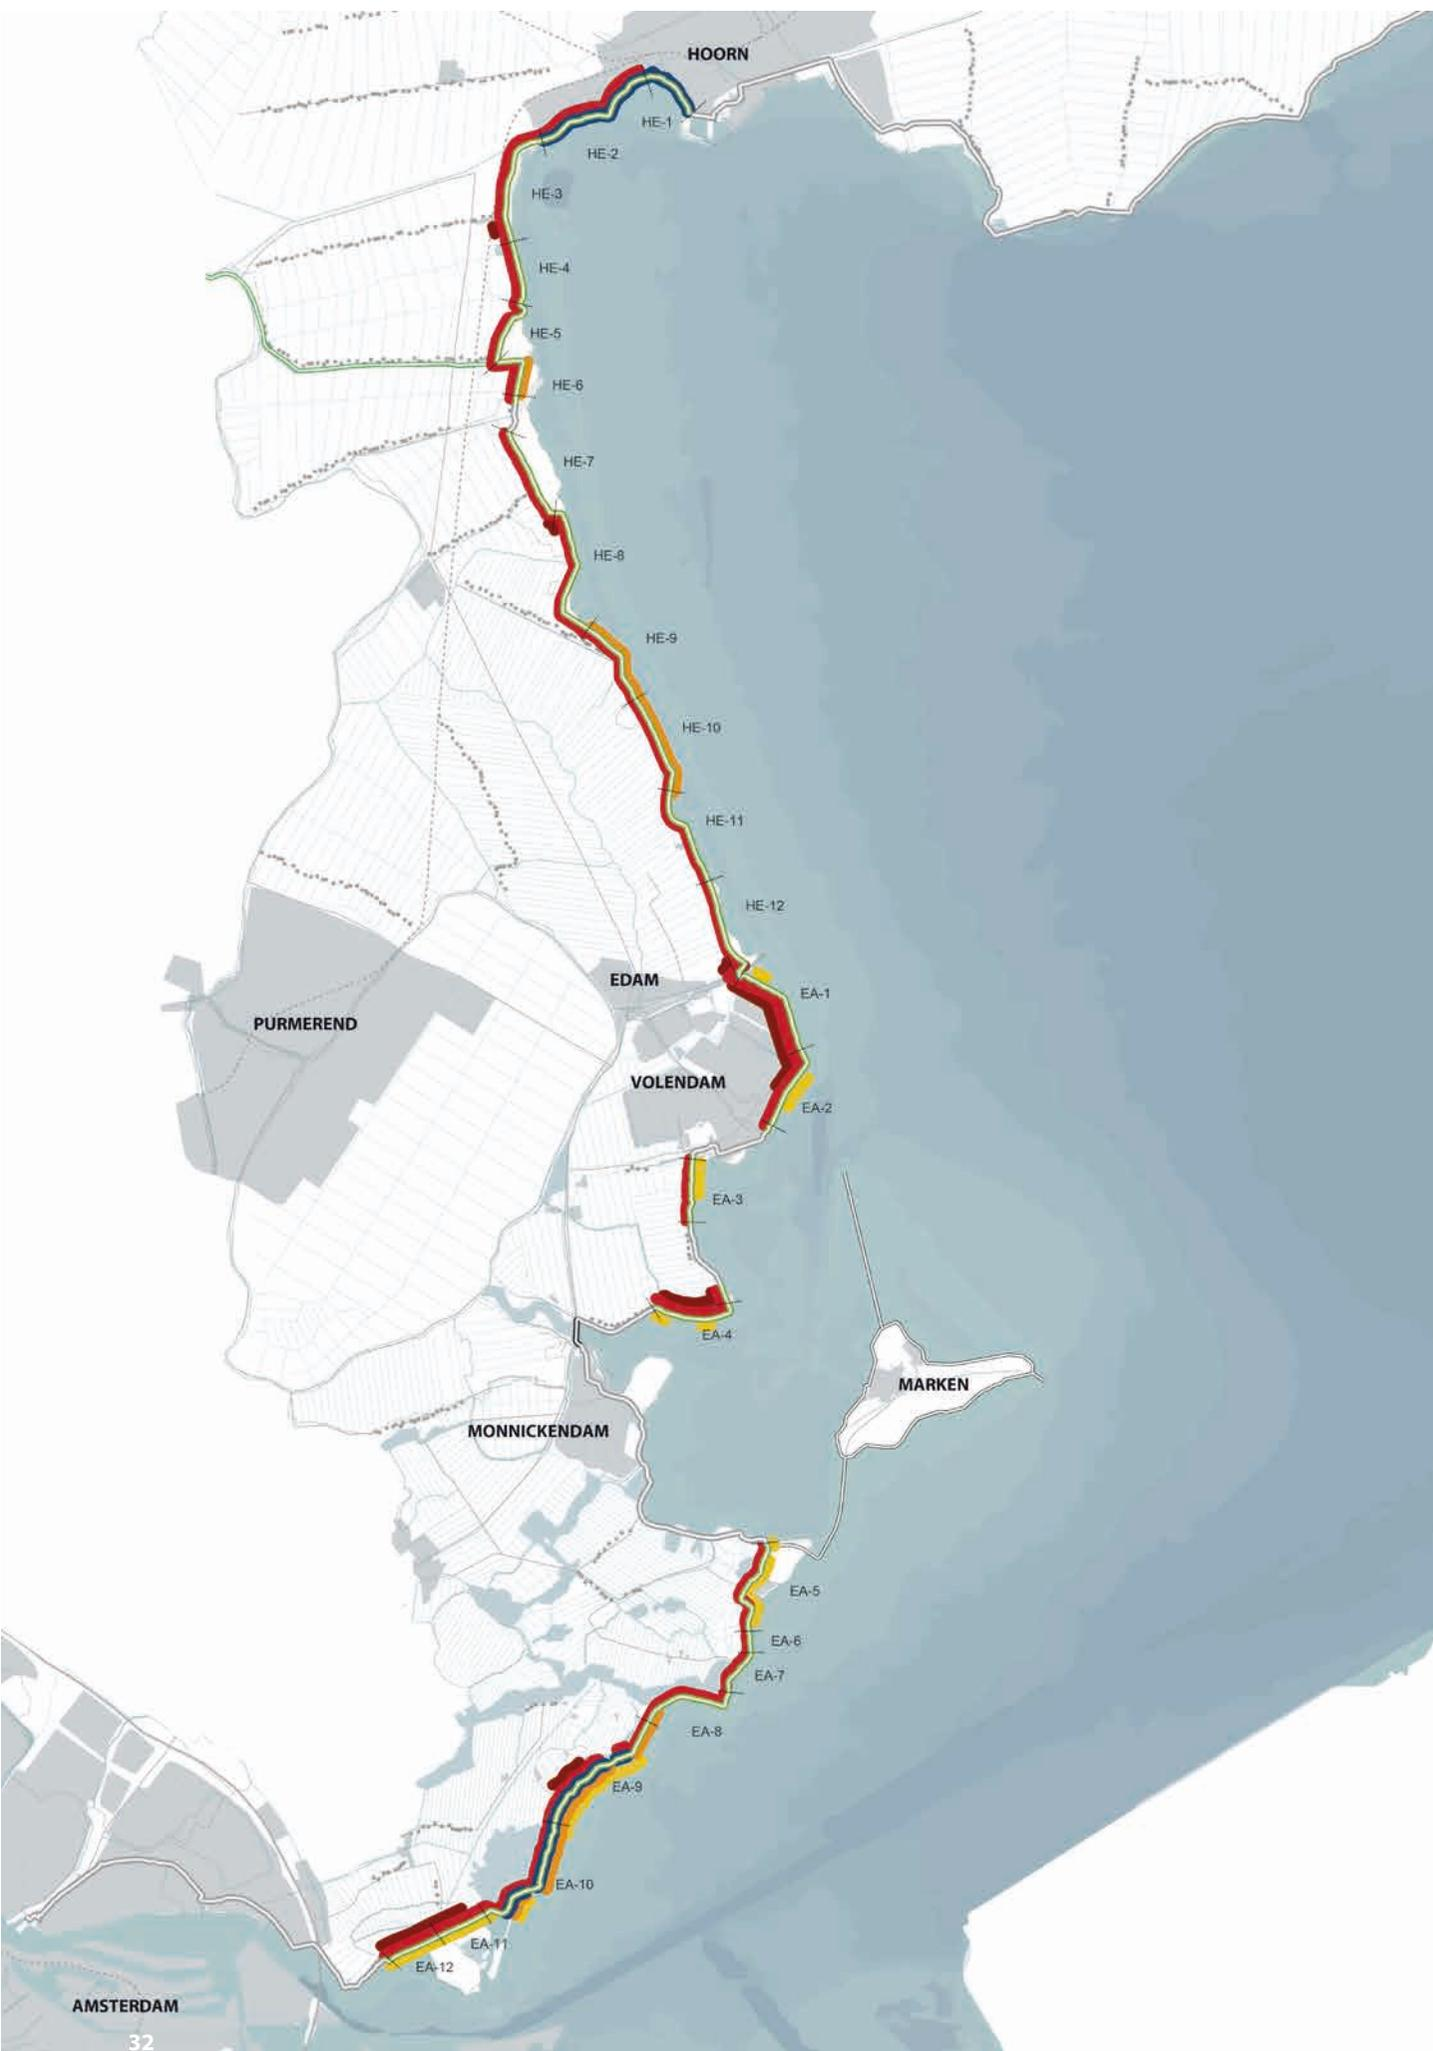 HOORN
HE-1
HE-2
HE-3
HE-4
HE-5
HE-6
HE-7
HE-8
HE-9
HE-10
HE-11
HE-12
EDAM
EA-1
PURMEREND
VOLENDAM
EA-2
EA-3
EA-4
MARKEN
MONNICKENDAM
EA-5
EA-6
EA-7
EA-8
EA-9
EA-10
EA-11
EA-12
AMSTERDAM
32